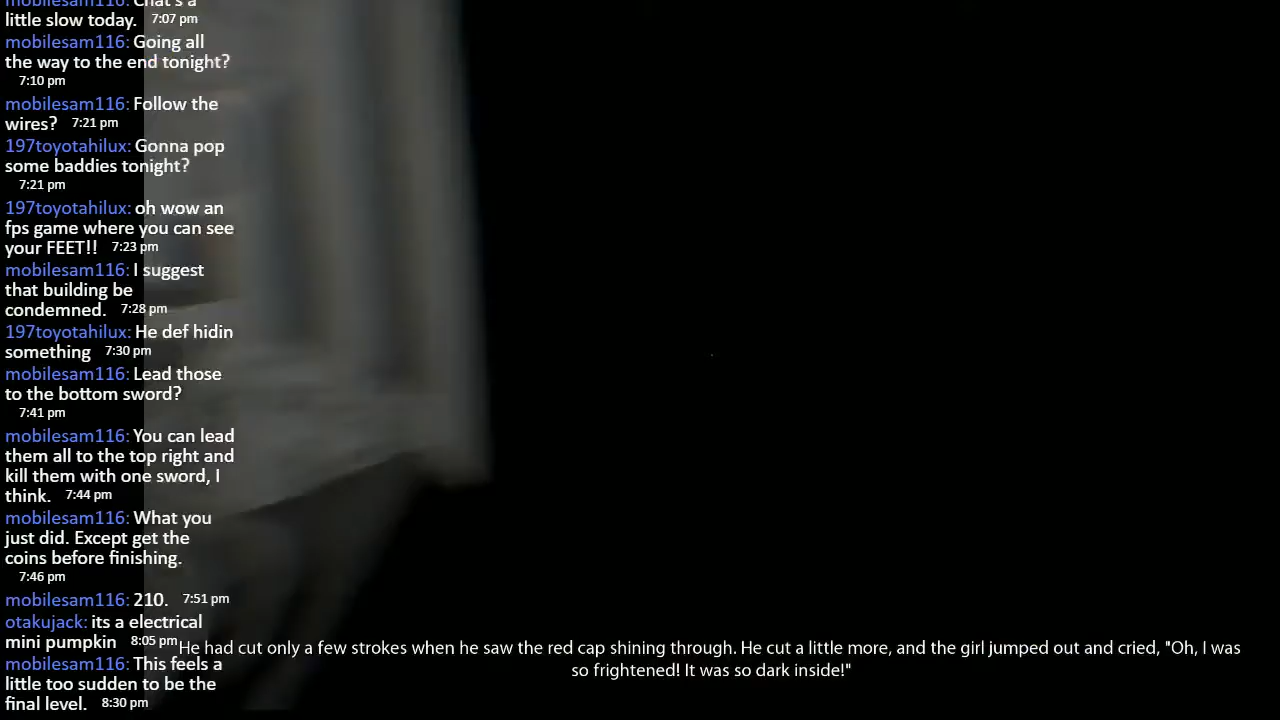 mobilesam116: Chat's a
little slow today. 7:07 pm
mobilesam116: Going all
the way to the end tonight?
7:10 pm
mobilesam116: Follow the
wires? 7:21 pm
197toyotahilux: Gonna pop
some baddies tonight?
7:21 pm
197toyotahilux: oh wow an
fps game where you can see
your FEET!! 7:23 pm
mobilesam116: I suggest
that building be
condemned. 7:28 pm
197toyotahilux: He def hidin
something 7:30 pm
mobilesam116: Lead those
to the bottom sword?
7:41 pm
mobilesam116: You can lead
them all to the top right and
kill them with one sword, I
think. 7:44 pm
mobilesam116: What you
just did. Except get the
coins before finishing.
7:46 pm
mobilesam116: 210. 7:51 pm
otakujack: its a electrical
mini pumpkin 8:05 pm
mobilesam116: This feels a
little too sudden to be the
final level. 8:30 pm
He had cut only a few strokes when he saw the red cap shining through. He cut a little more, and the girl jumped out and cried, "Oh, I was
so frightened! It was so dark inside!"